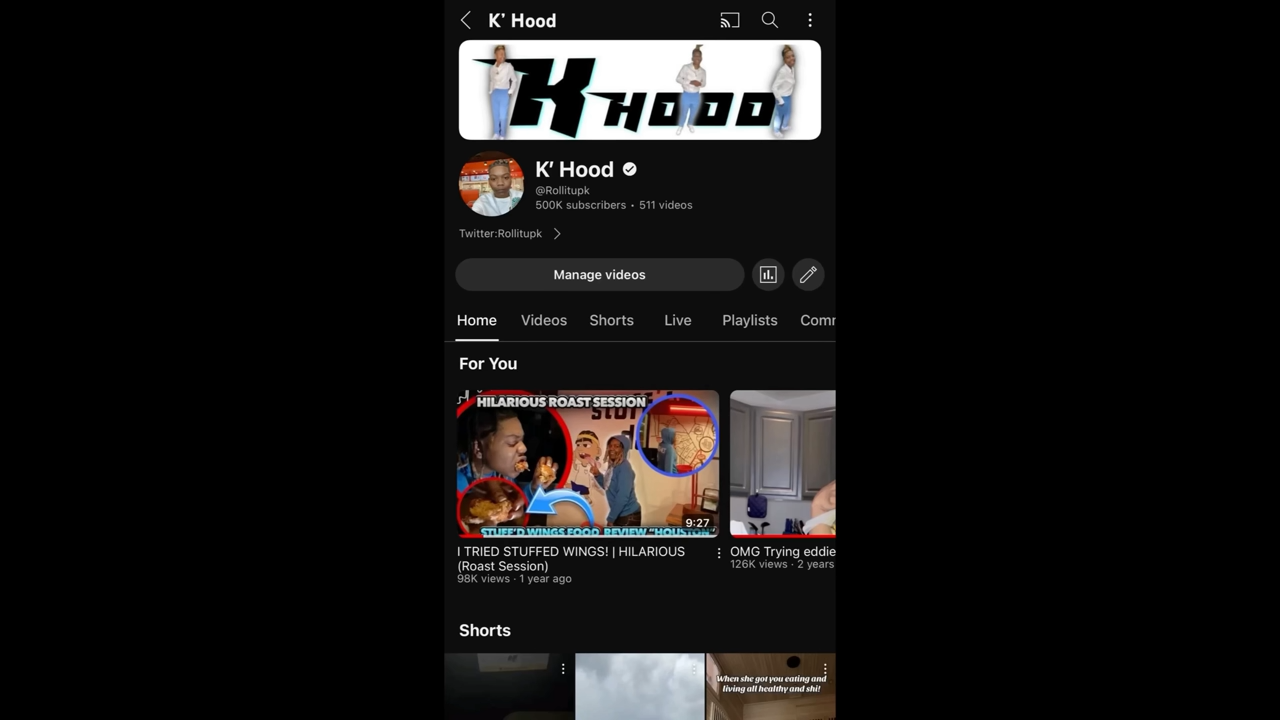 K' Hood
K HOOD
K' Hood
@Rollitupk
500K subscribers • 511 videos
Twitter:Rollitupk
Manage videos
Home Videos Shorts Live Playlists Comm
For You
HILARIOUS ROAST SESSION
stuff
STUFF'D WINGS FOOD REVIEW "HOUSTON"
9:27
I TRIED STUFFED WINGS! | HILARIOUS
(Roast Session)
98K views · 1 year ago
OMG Trying eddie
126K views · 2 years
Shorts
When she got you eating and
living all healthy and shi!